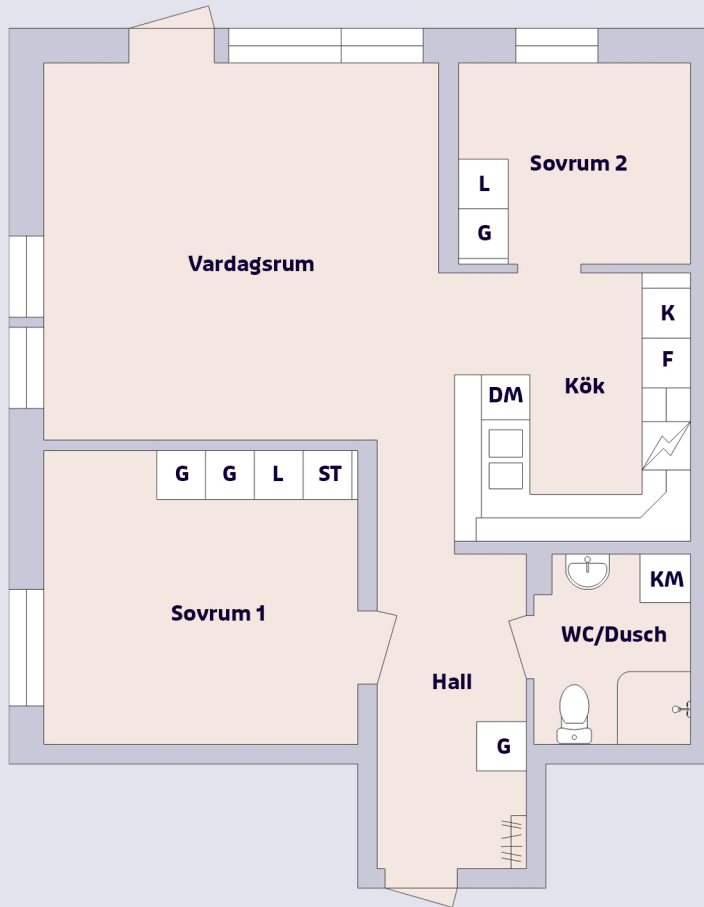 Sovrum 2
L
G
Vardagsrum
K
F
Kök
DM
G G L ST
Sovrum 1
KM
WC/Dusch
Hall
G